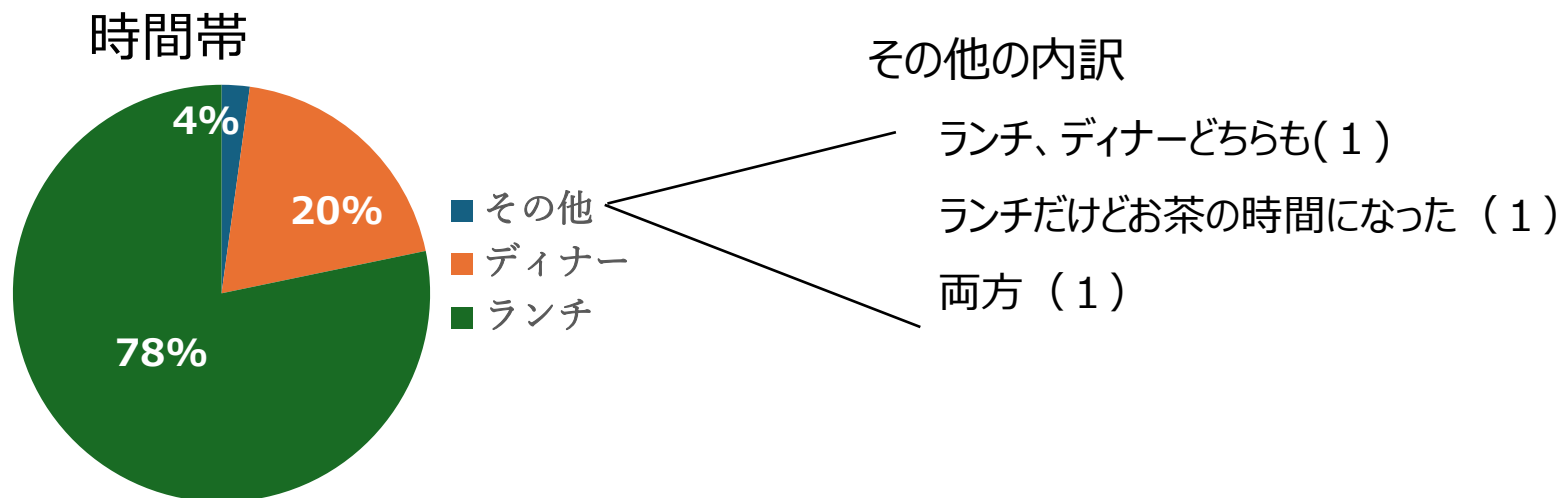 時間帯
4%
20%
78%
その他
ディナー
ランチ
その他の内訳
ランチ、ディナーどちらも(１)
ランチだけどお茶の時間になった（１）
両方（１）